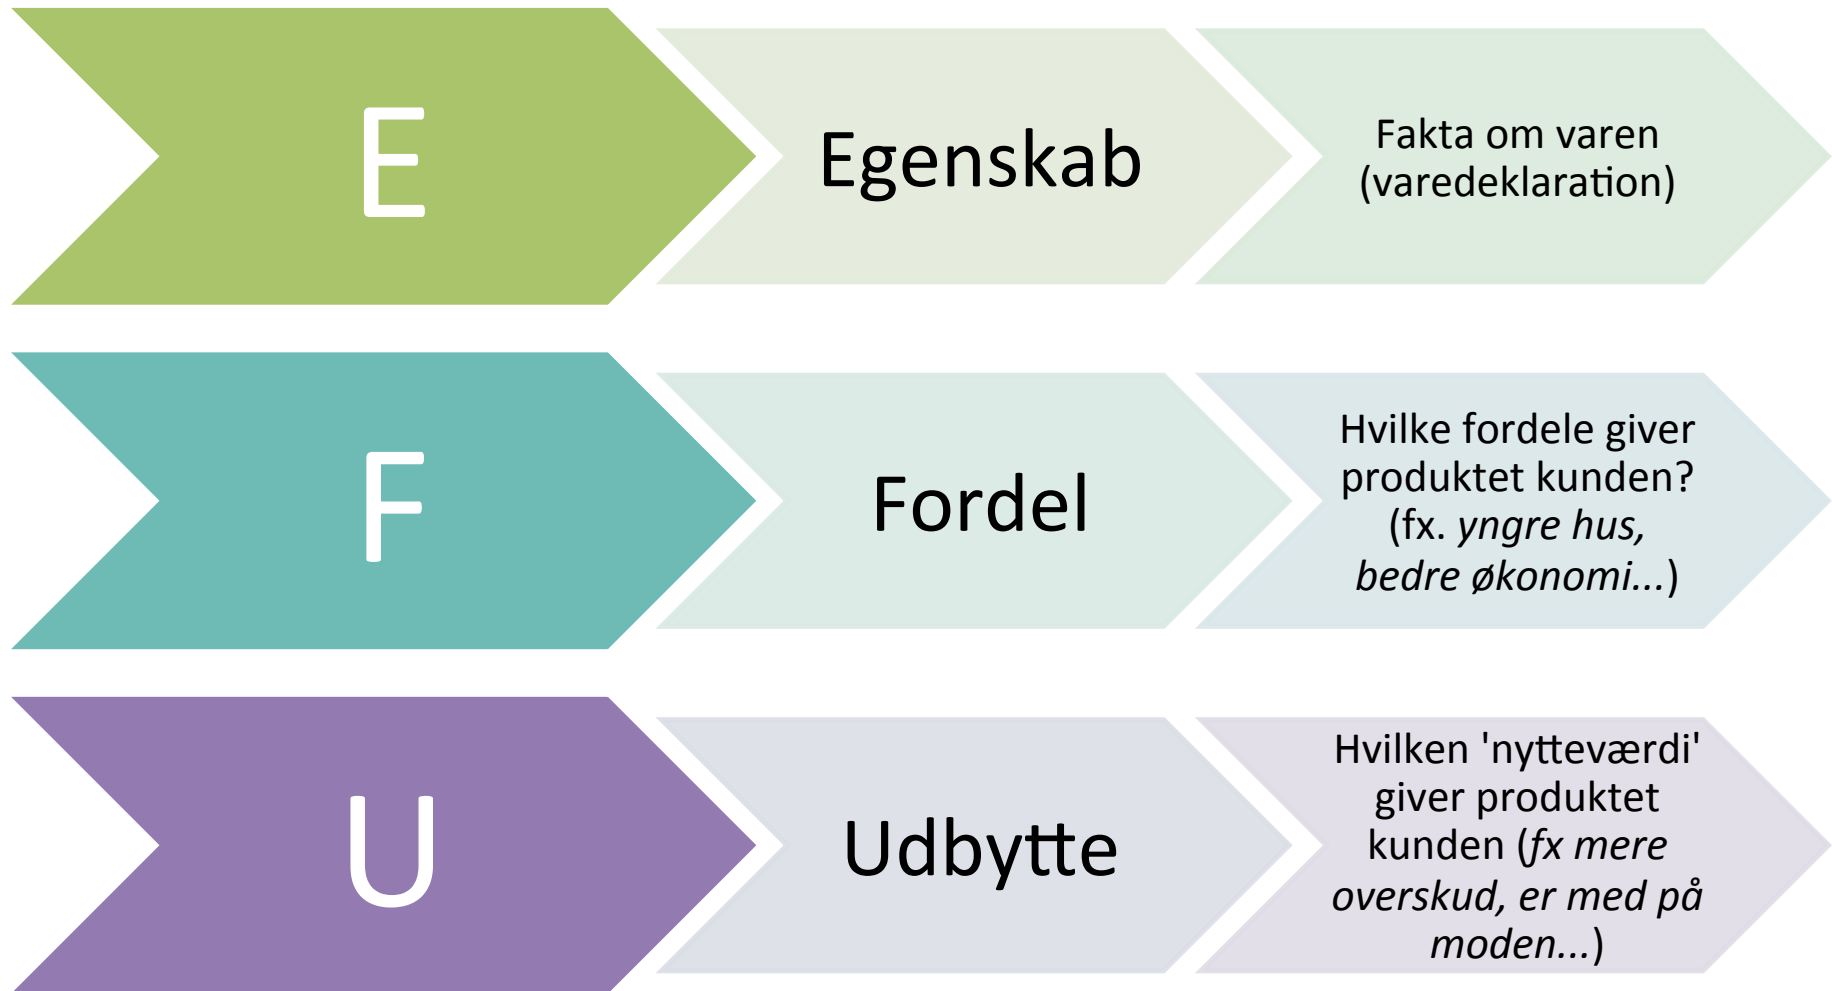 E
Egenskab
Fakta om varen
(varedeklaration)
F
Fordel
Hvilke fordele giver
produktet kunden?
(fx. yngre hus,
bedre økonomi...)
U
Udbytte
Hvilken 'nytteværdi'
giver produktet
kunden (fx mere
overskud, er med på
moden...)